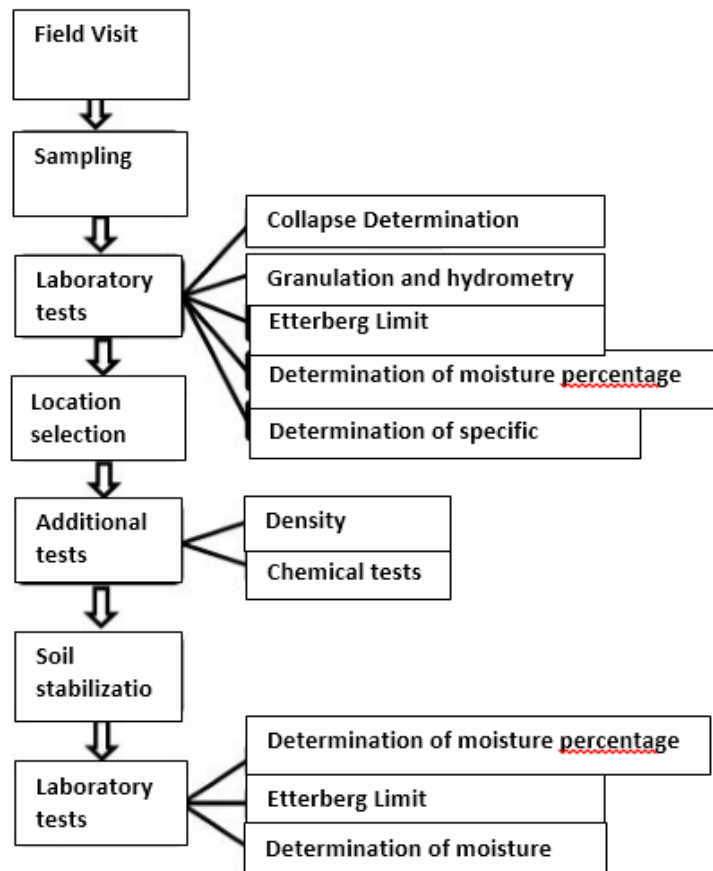 Field Visit
Sampling
Laboratory
tests
Collapse Determination
Granulation and hydrometry
Etterberg Limit
Determination of moisture percentage
Determination of specific
Location
selection
Additional
tests
Density
Chemical tests
Soil
stabilizatio
Laboratory
tests
Determination of moisture percentage
Etterberg Limit
Determination of moisture